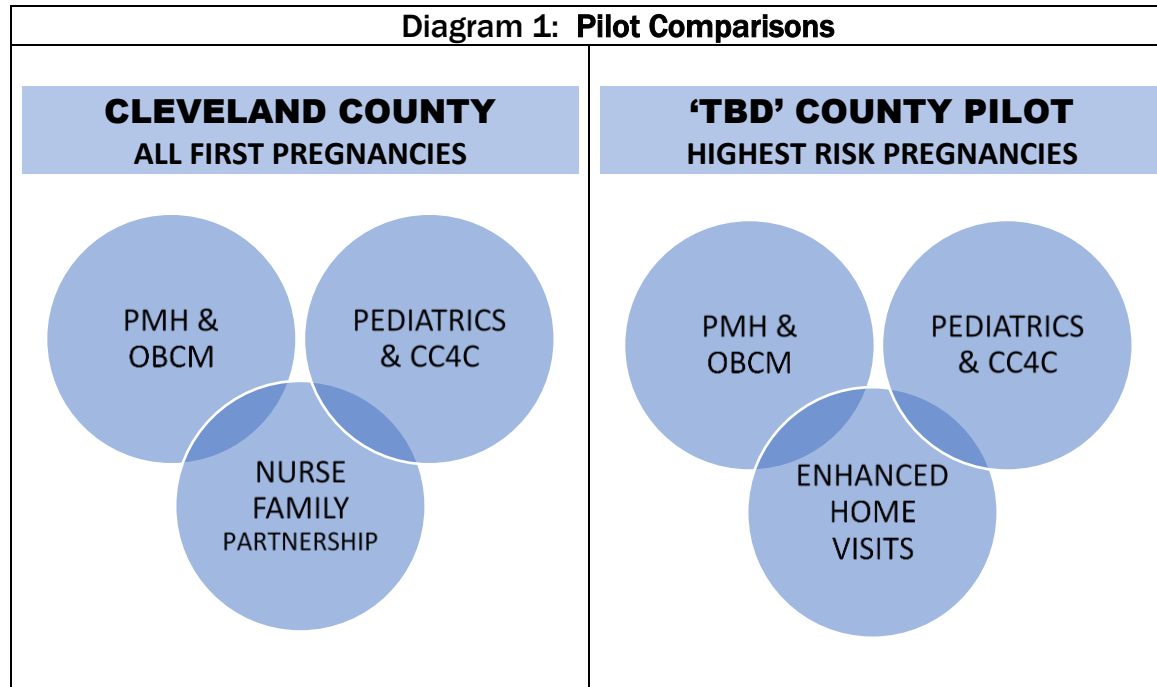 Diagram 1: Pilot Comparisons
CLEVELAND COUNTY
ALL FIRST PREGNANCIES
PMH &
OBCM
PEDIATRICS
& CC4C
NURSE
FAMILY
PARTNERSHIP
‘TBD’ COUNTY PILOT
HIGHEST RISK PREGNANCIES
PMH &
OBCM
PEDIATRICS
& CC4C
ENHANCED
HOME
VISITS